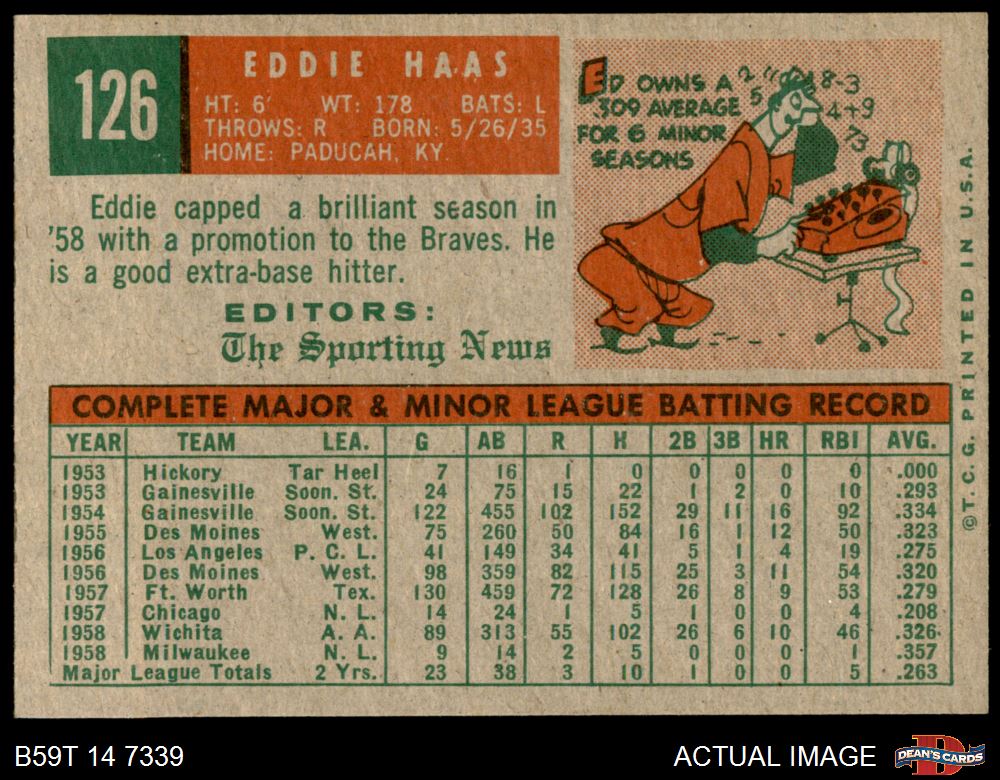 126
EDDIE HAAS
HT: 6' WT: 178 BATS: L
THROWS: R BORN: 5/26/35
HOME: PADUCAH, KY.
ED OWNS A
.309 AVERAGE
FOR 6 MINOR
SEASONS
2 " 8-3
5 4+9
73
Eddie capped a brilliant season in
'58 with a promotion to the Braves. He
is a good extra-base hitter.
EDITORS:
The Sporting News
COMPLETE MAJOR & MINOR LEAGUE BATTING RECORD
YEAR TEAM LEA. G AB R H 2B 3B HR RBI AVG.
1953 Hickory Tar Heel 7 16 1 0 0 0 0 0 .000
1953 Gainesville Soon. St. 24 75 15 22 1 2 0 10 .293
1954 Gainesville Soon. St. 122 455 102 152 29 11 16 92 .334
1955 Des Moines West. 75 260 50 84 16 1 12 50 .323
1956 Los Angeles P. C. L. 41 149 34 41 5 1 4 19 .275
1956 Des Moines West. 98 359 82 115 25 3 11 54 .320
1957 Ft. Worth Tex. 130 459 72 128 26 8 9 53 .279
1957 Chicago N. L. 14 24 1 5 1 0 0 4 .208
1958 Wichita A. A. 89 313 55 102 26 6 10 46 .326
1958 Milwaukee N. L. 9 14 2 5 0 0 0 1 .357
Major League Totals 2 Yrs. 23 38 3 10 1 0 0 5 .263
©T. C. G. PRINTED IN U.S.A.
B59T 14 7339
ACTUAL IMAGE
DEAN'S CARDS